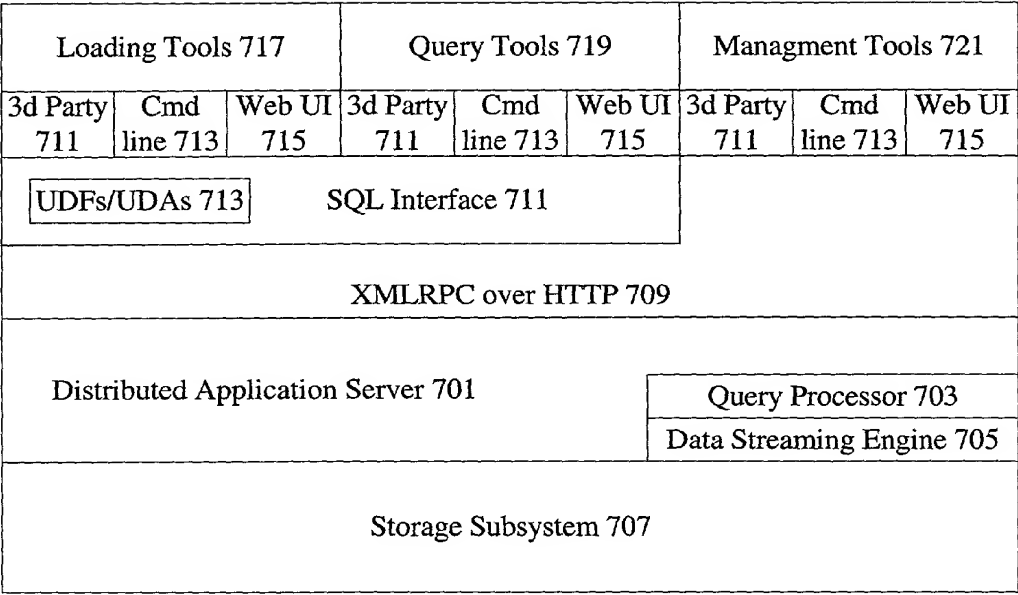 Loading Tools 717 Query Tools 719 Managment Tools 721
3d Party Cmd Web UI 3d Party Cmd Web UI 3d Party Cmd Web UI
711 line 713 715 711 line 713 715 711 line 713 715
UDFs/UDAs 713 SQL Interface 711
XMLRPC over HTTP 709
Distributed Application Server 701
Query Processor 703
Data Streaming Engine 705
Storage Subsystem 707